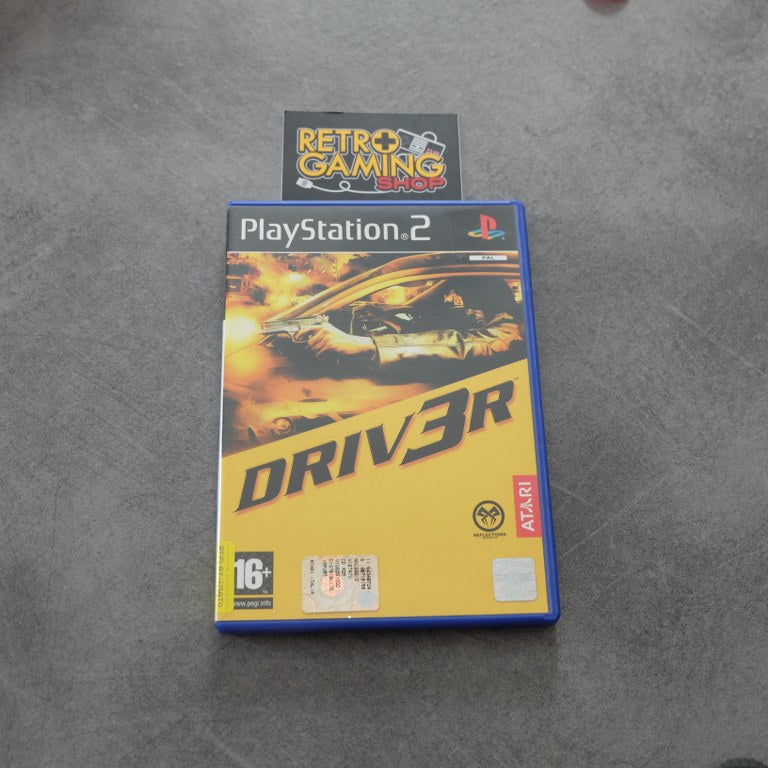 RETRO
GAMING
SHOP
PlayStation®2
PAL
DRIV3R
ATARI
REFLECTIONS
16+
www.pegi.info